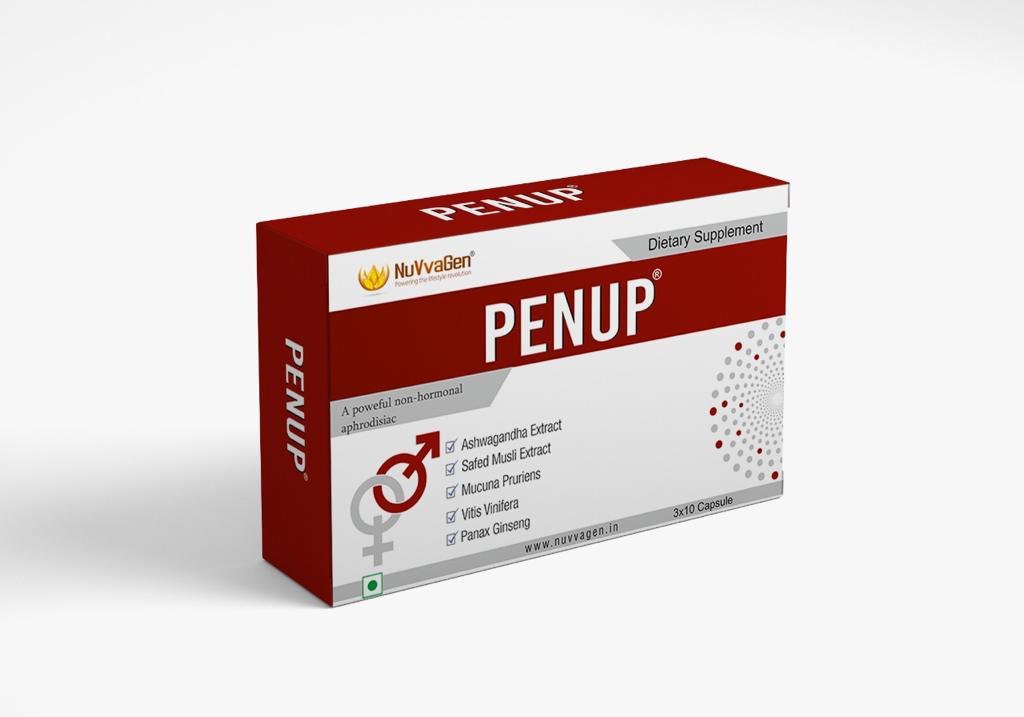 PENUP®
NuVvaGen®
Powering the lifestyle revolution
Dietary Supplement
PENUP®
PENUP®
A poweful non-hormonal
aphrodisiac
Ashwagandha Extract
Safed Musli Extract
Mucuna Pruriens
Vitis Vinifera
Panax Ginseng
www.nuvvagen.in
3x10 Capsule